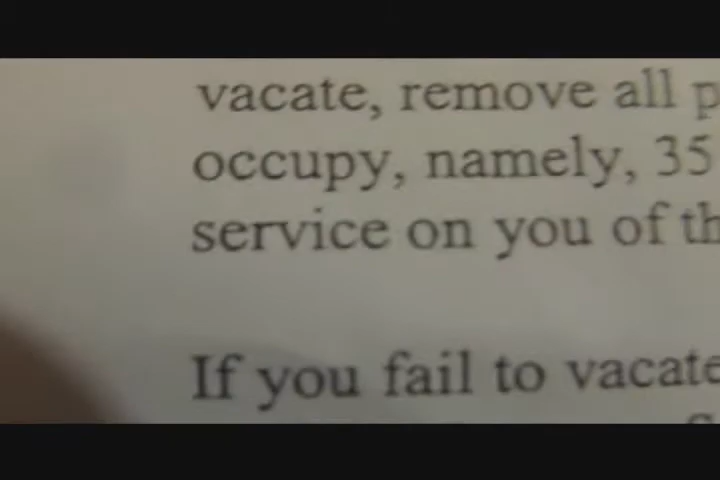 vacate, remove all
occupy, namely, 35
service on you of
If you fail to vacate